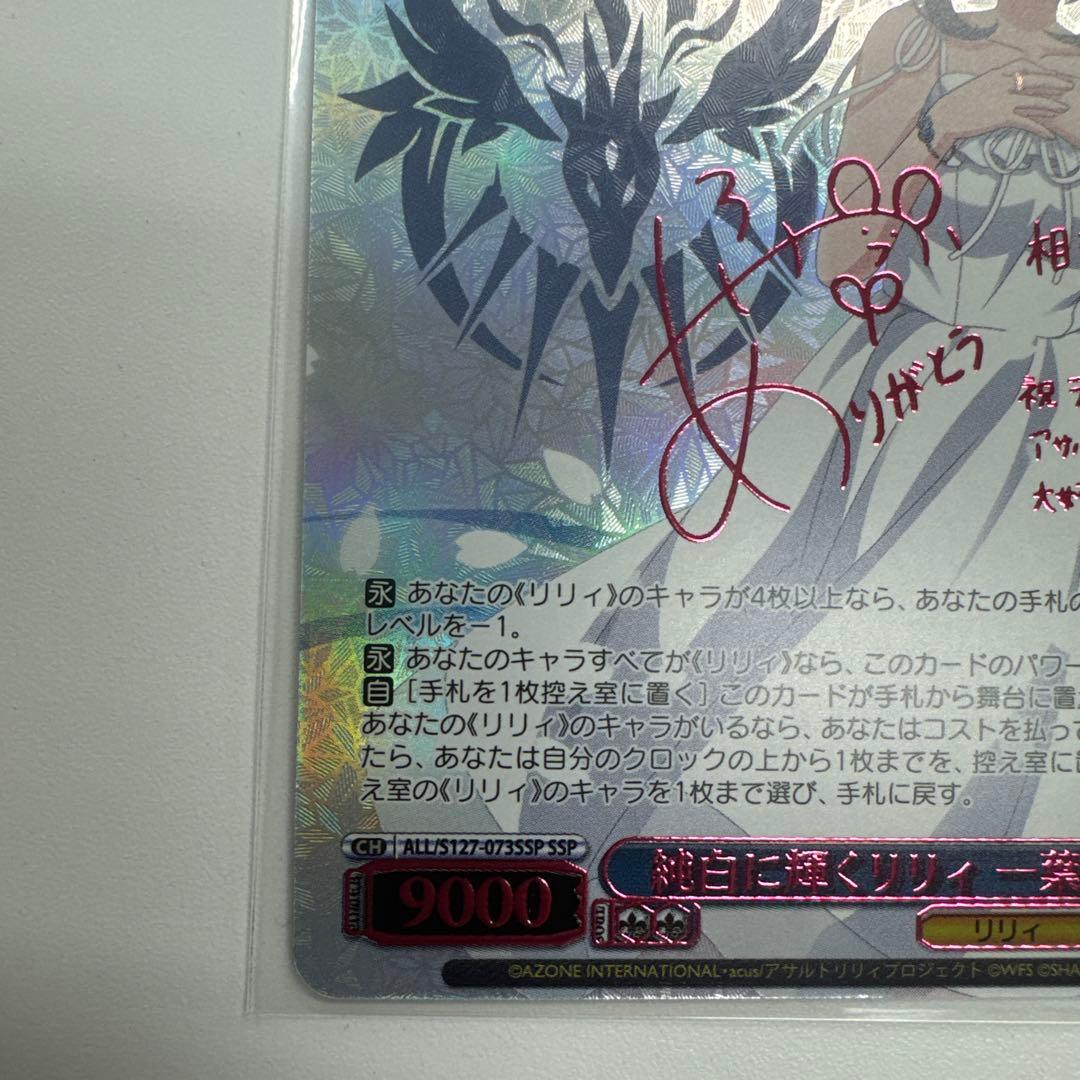 相
ありがとう
祝
アサ
大好
永 あなたの《リリィ》のキャラが4枚以上なら、あなたの手札の
レベルを－1。
永 あなたのキャラすべてが《リリィ》なら、このカードのパワー
自 ［手札を1枚控え室に置く］ このカードが手札から舞台に置
あなたの《リリィ》のキャラがいるなら、あなたはコストを払って
たら、あなたは自分のクロックの上から1枚までを、控え室に
え室の《リリィ》のキャラを1枚まで選び、手札に戻す。
CH ALL/S127-073SSP SSP
純白に輝くリリィ 一葉
9000
リリィ
©AZONE INTERNATIONAL・acus/アサルトリリィプロジェクト ©WFS ©SHA